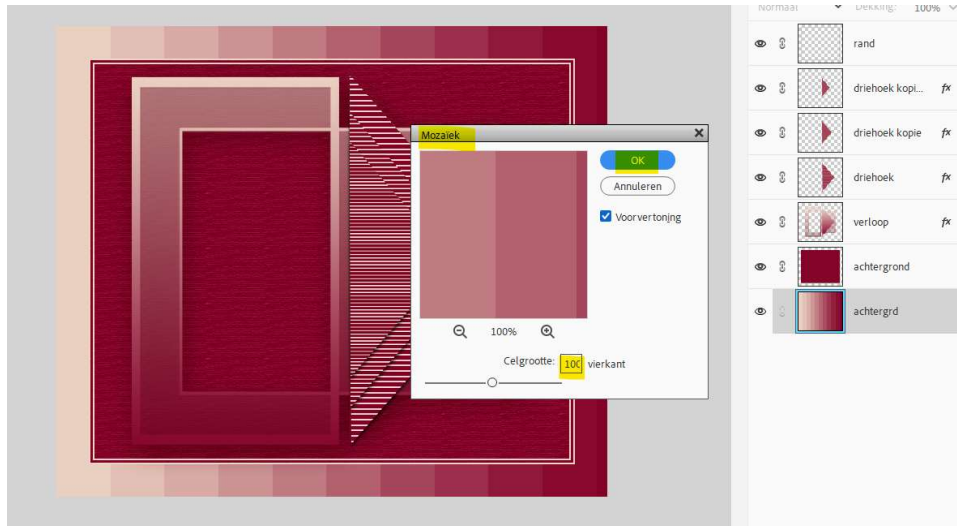 Normaal Dekking: 100%
rand
driehoek kopi... fx
Mozaïek
OK
driehoek kopie fx
Annuleren
driehoek fx
Voorvertoning
verloop fx
achtergrond
achtergrd
100%
Celgrootte: 100 vierkant